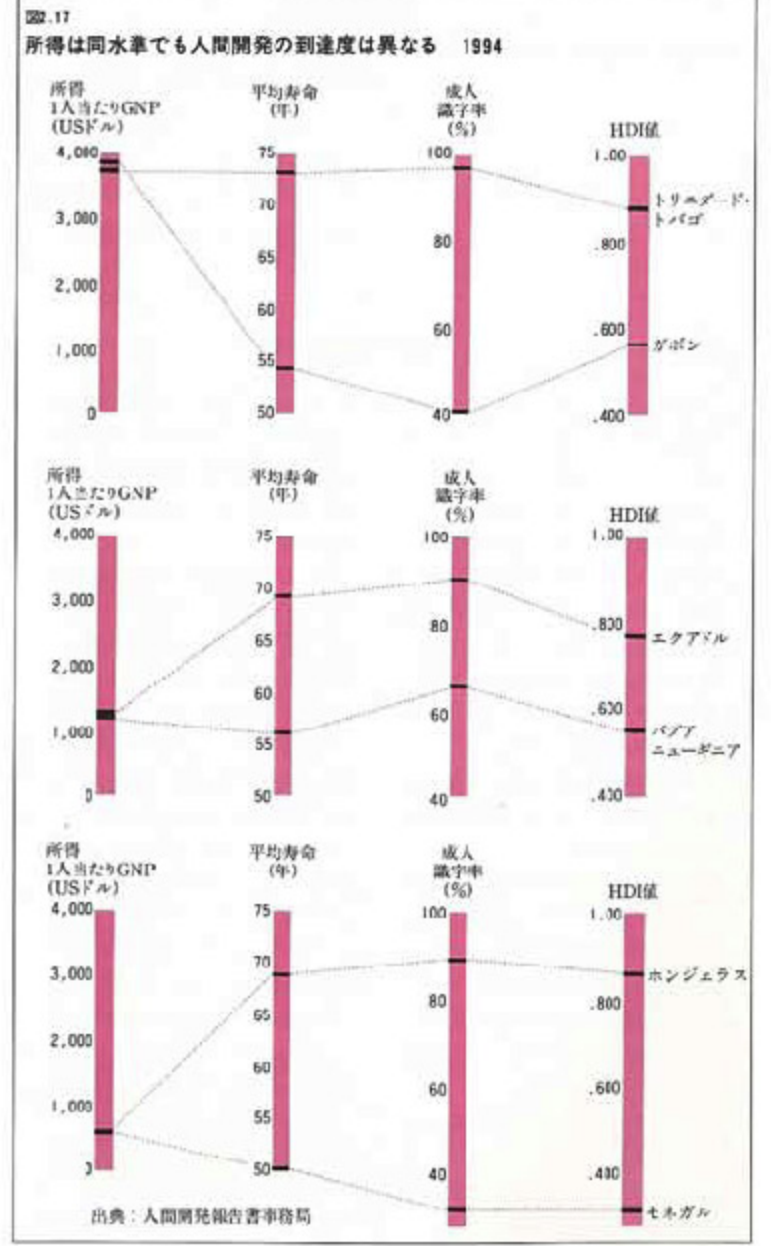 図2.17
所得は同水準でも人間開発の到達度は異なる 1994
所得
1人当たりGNP
(USドル)
平均寿命
(年)
成人
識字率
(%)
HDI値
4,000
3,000
2,000
1,000
0
75
70
65
60
55
50
100
80
60
40
1.00
.800
.600
.400
トリニダード・
トバゴ
ガボン
所得
1人当たりGNP
(USドル)
平均寿命
(年)
成人
識字率
(%)
HDI値
4,000
3,000
2,000
1,000
0
75
70
65
60
55
50
100
80
60
40
1.00
.800
.600
.400
エクアドル
パプア
ニューギニア
所得
1人当たりGNP
(USドル)
平均寿命
(年)
成人
識字率
(%)
HDI値
4,000
3,000
2,000
1,000
0
75
70
65
60
55
50
100
80
60
40
1.00
.800
.600
.400
ホンジェラス
セネガル
出典：人間開発報告書事務局